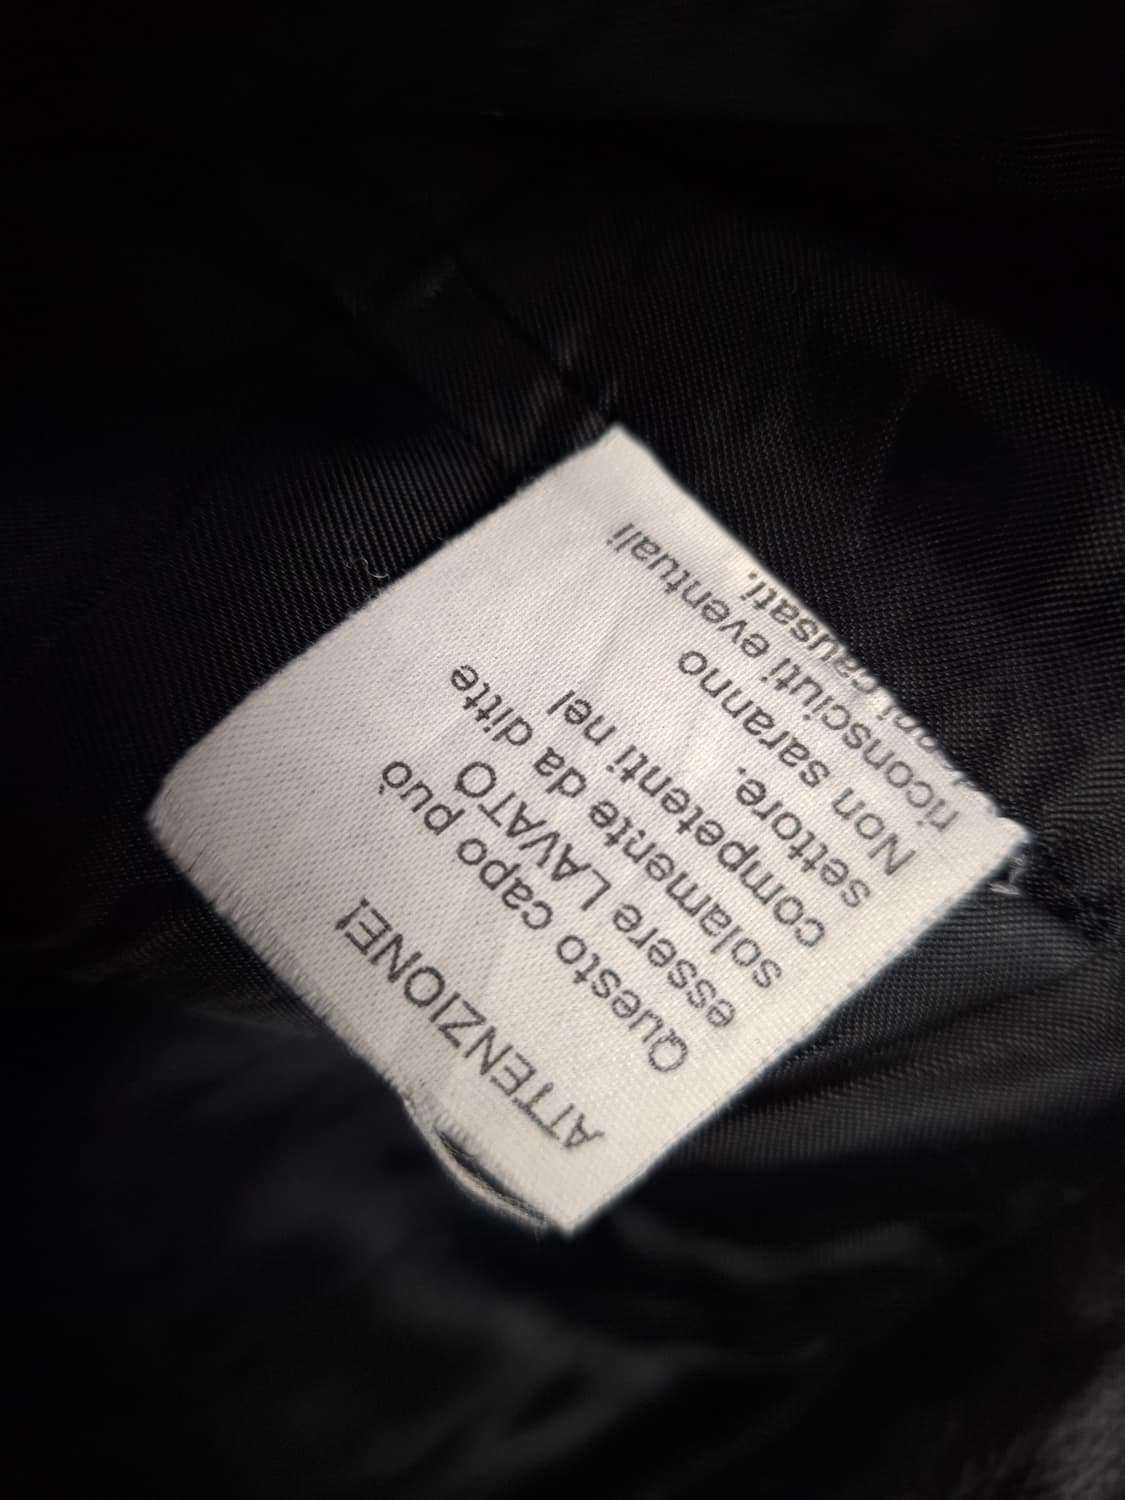 ATTENZIONE!
Questo capo può
essere LAVATO
solamente da ditte
competenti nel
settore.
Non saranno
riconsciuti eventuali
causati.